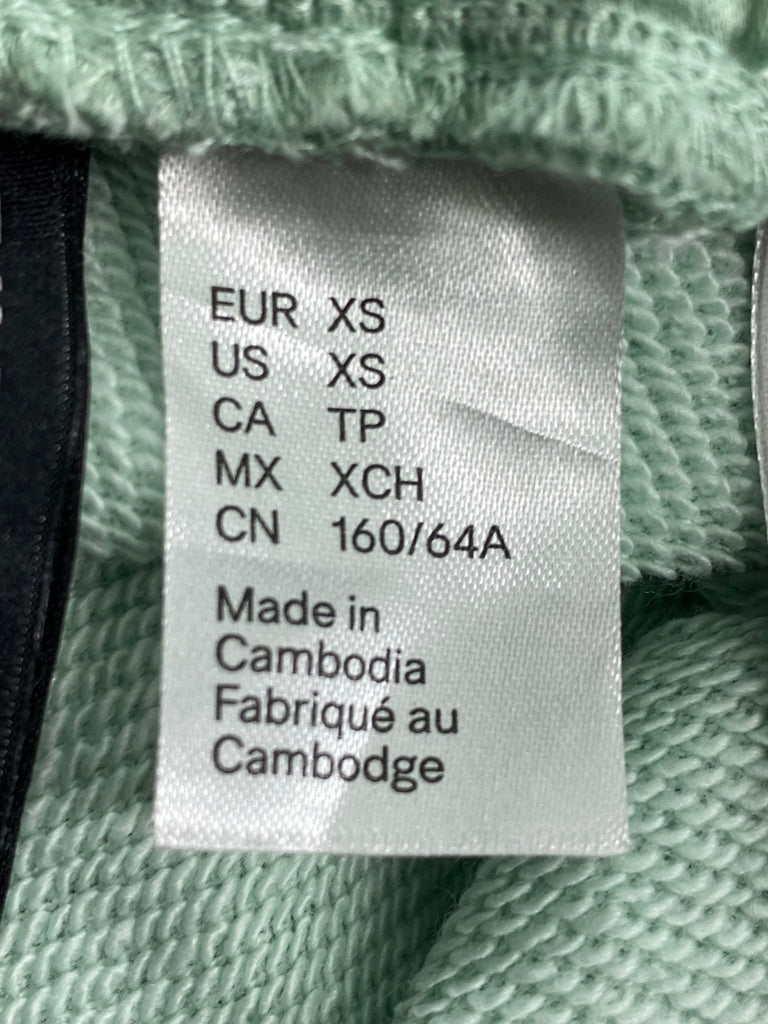 EUR XS
US XS
CA TP
MX XCH
CN 160/64A
Made in
Cambodia
Fabriqué au
Cambodge